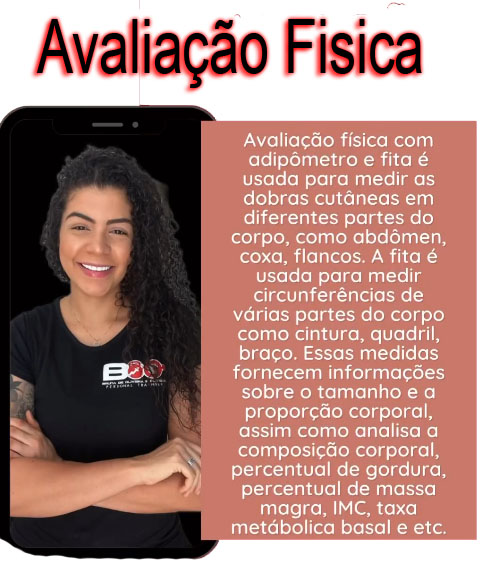 Avaliação Fisica
Avaliação física com
adipômetro e fita é
usada para medir as
dobras cutâneas em
diferentes partes do
corpo, como abdômen,
coxa, flancos. A fita é
usada para medir
circunferências de
várias partes do corpo
como cintura, quadril,
braço. Essas medidas
fornecem informações
sobre o tamanho e a
proporção corporal,
assim como analisa a
composição corporal,
percentual de gordura,
percentual de massa
magra, IMC, taxa
metábolica basal e etc.
PERSONAL TRAINER